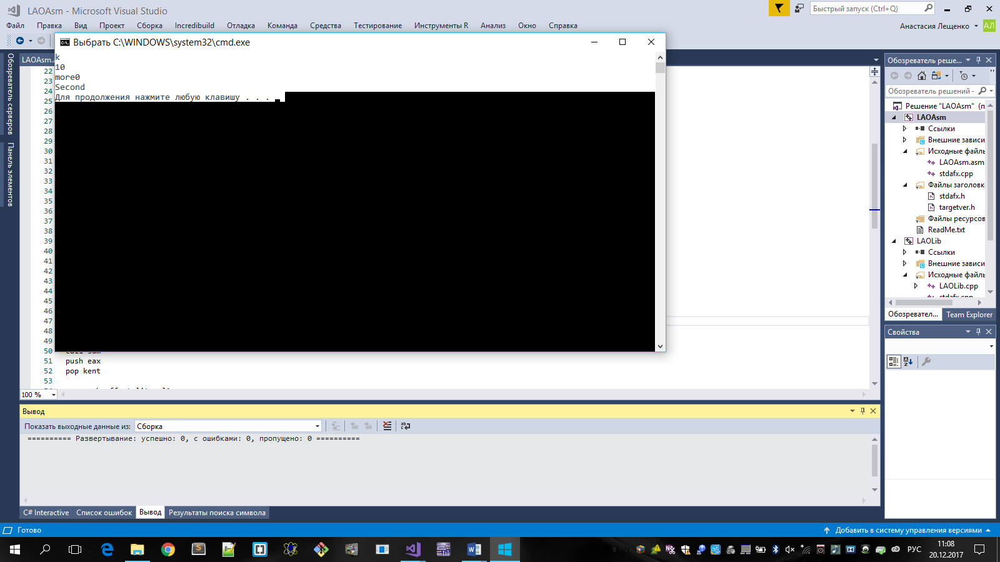 LAOAsm - Microsoft Visual Studio
Быстрый запуск (Ctrl+Q)
Файл Правка Вид Проект Сборка Incredibuild Отладка Команда Средства Тестирование Инструменты R Анализ Окно Справка
Анастасия Лещенко АЛ
Обозреватель серверов
Панель элементов
LAOAsm.
Выбрать C:\WINDOWS\system32\cmd.exe
k
10
more0
Second
Для продолжения нажмите любую клавишу . . .
22
23
24
25
26
27
28
29
30
31
32
33
34
35
36
37
38
39
40
41
42
43
44
45
46
47
48
49
50 call sum
51 push eax
52 pop kent
53
100 %
Обозреватель реше...
Обозреватель решений -
Решение "LAOAsm" (п
LAOAsm
Ссылки
Внешние зависи
Исходные файль
LAOAsm.asm
stdafx.cpp
Файлы заголовк
stdafx.h
targetver.h
Файлы ресурсов
ReadMe.txt
LAOLib
Ссылки
Внешние зависи
Исходные файль
LAOLib.cpp
stdafx.cpp
Обозревател... Team Explorer
Свойства
Вывод
Показать выходные данные из: Сборка
========== Развертывание: успешно: 0, с ошибками: 0, пропущено: 0 ==========
C# Interactive Список ошибок Вывод Результаты поиска символа
Готово
Добавить в систему управления версиями
РУС
11:08
20.12.2017